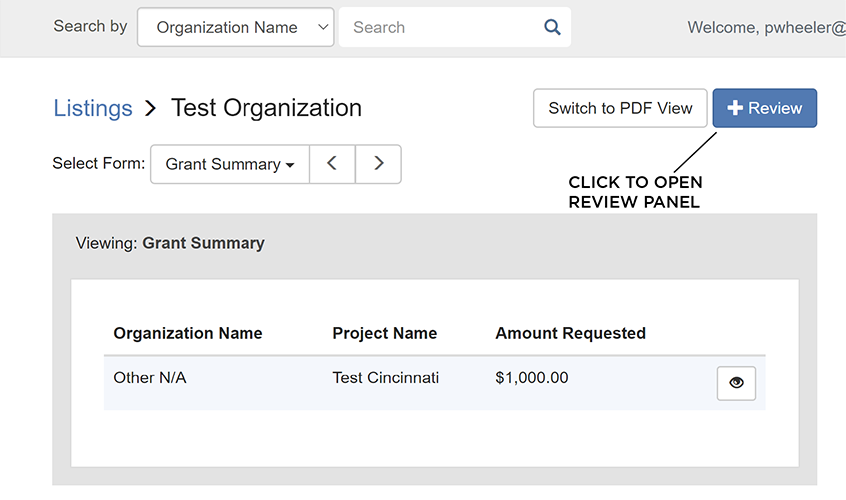 Search by Organization Name Search Welcome, pwheeler@
Listings > Test Organization Switch to PDF View + Review
Select Form: Grant Summary < >
CLICK TO OPEN
REVIEW PANEL
Viewing: Grant Summary
Organization Name Project Name Amount Requested
Other N/A Test Cincinnati $1,000.00